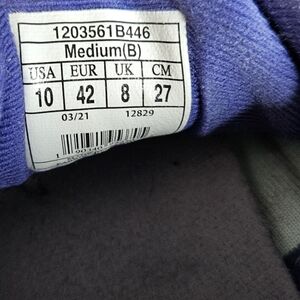 1203561B446
Medium(B)
USA EUR UK CM
10 42 8 27
03/21 12829